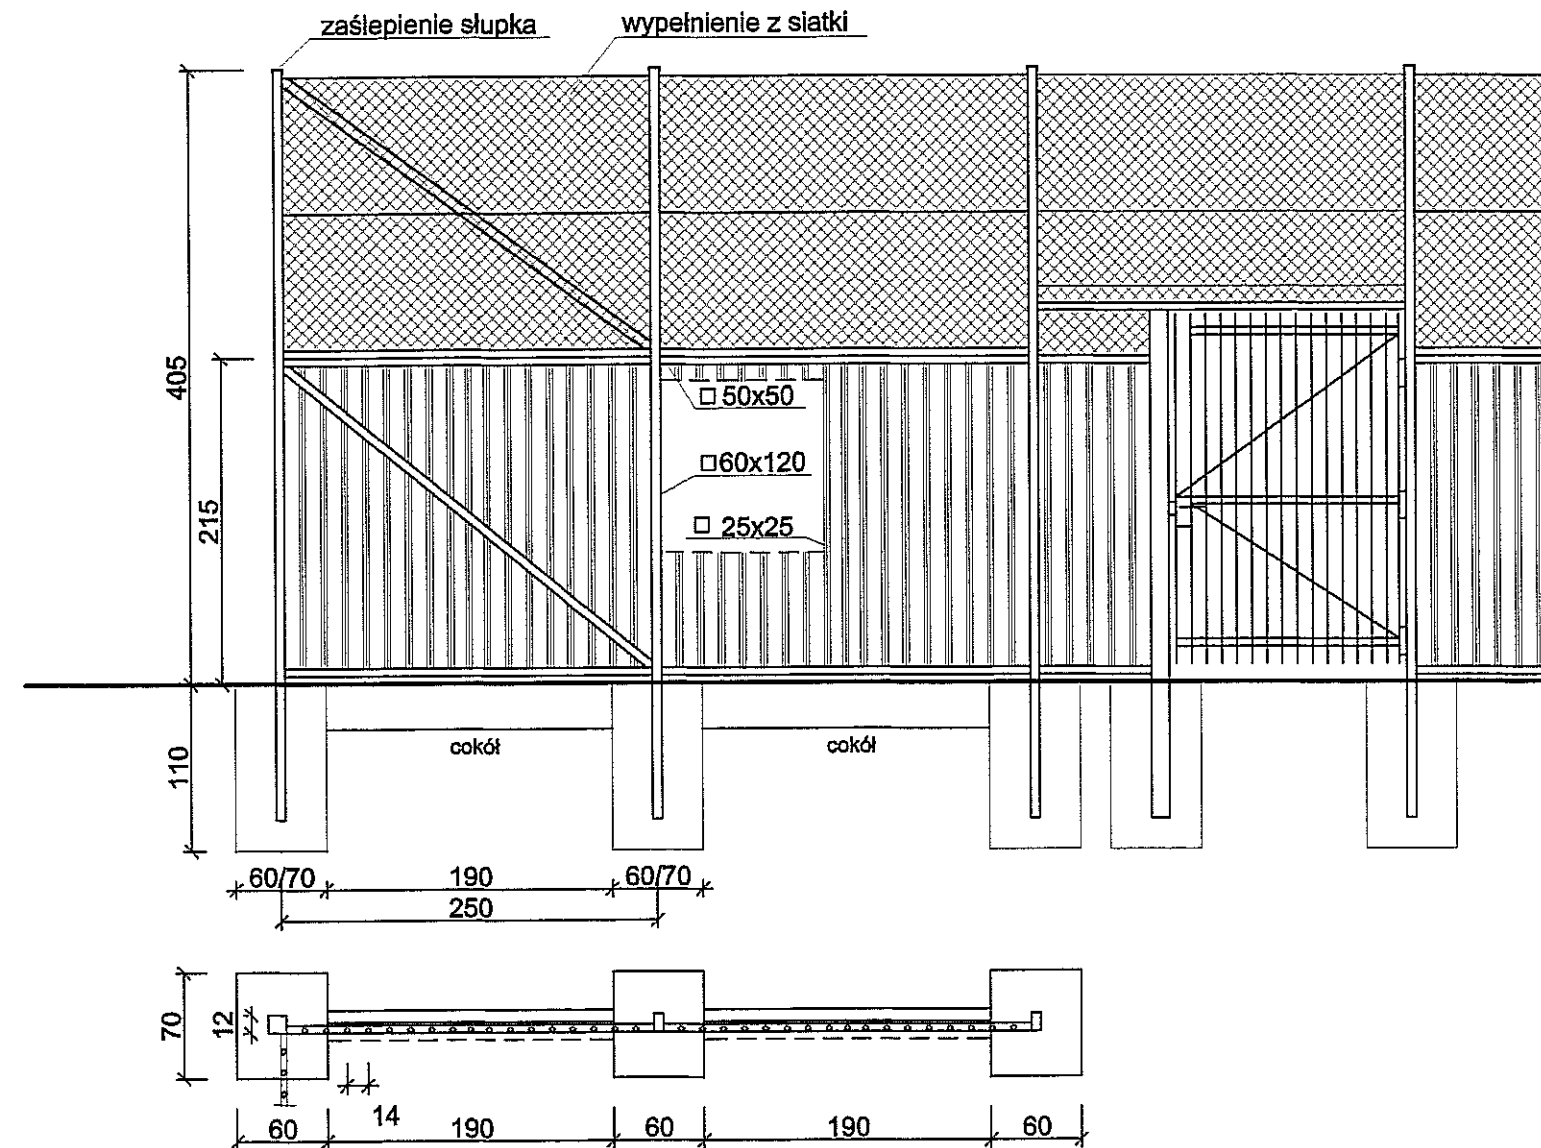 zaślepienie słupka
wypełnienie z siatki
405
215
□ 50x50
□60x120
□ 25x25
110
cokół
cokół
60/70
190
60/70
250
70
12
14
60
190
60
190
60